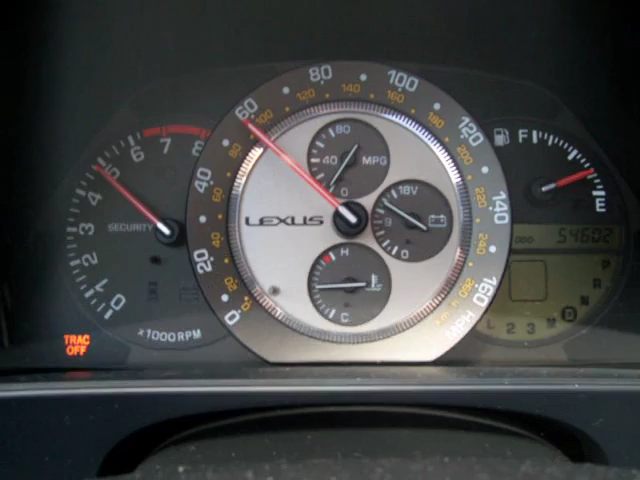 0 1 2 3 4 5 6 7 8
SECURITY
x1000RPM
TRAC
OFF
0 20 40 60 80 100 120 140 160 MPH
20 40 60 80 100 120 140 160 180 200 220 240 260
80
40 MPG
0
LEXUS
18V
9
0
H
C
F
E
ODO 54602
P
R
N
D
L 2 3 M